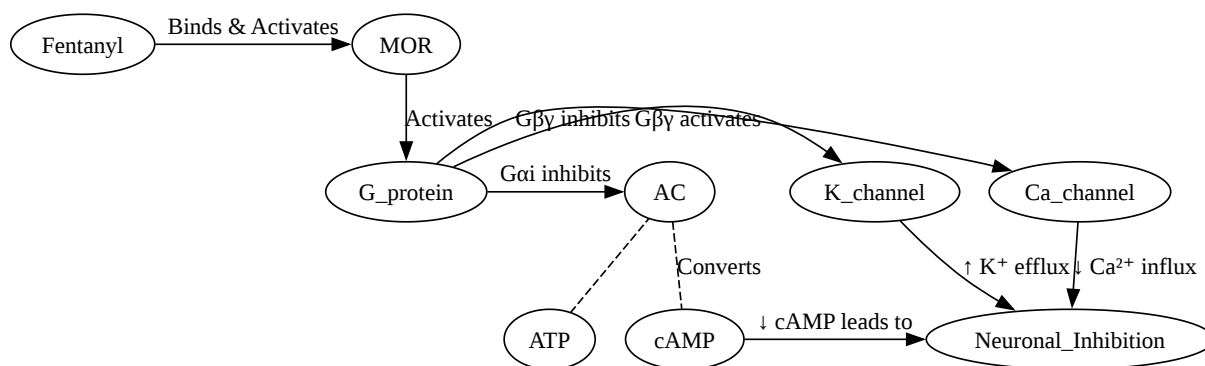 Binds & Activates
Fentanyl
MOR
Activates
Gβγ inhibits
Gβγ activates
Gαi inhibits
G_protein
AC
K_channel
Ca_channel
Converts
↑ K⁺ efflux
↓ Ca²⁺ influx
↓ cAMP leads to
ATP
cAMP
Neuronal_Inhibition